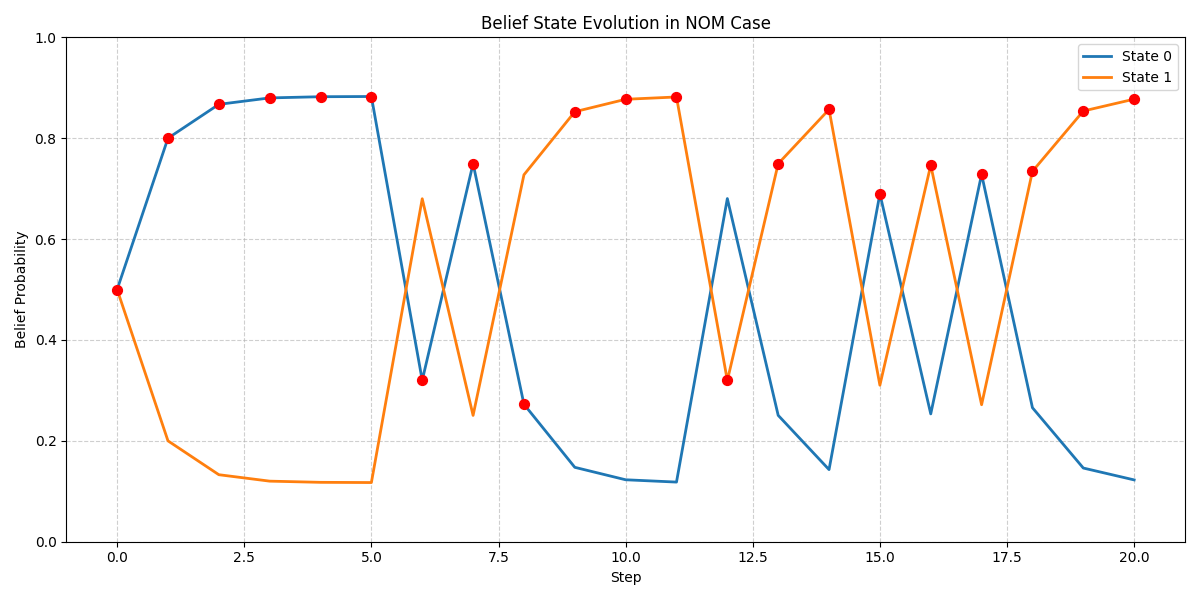 Belief State Evolution in NOM Case
State 0
State 1
Belief Probability
1.0
0.8
0.6
0.4
0.2
0.0
0.0 2.5 5.0 7.5 10.0 12.5 15.0 17.5 20.0
Step